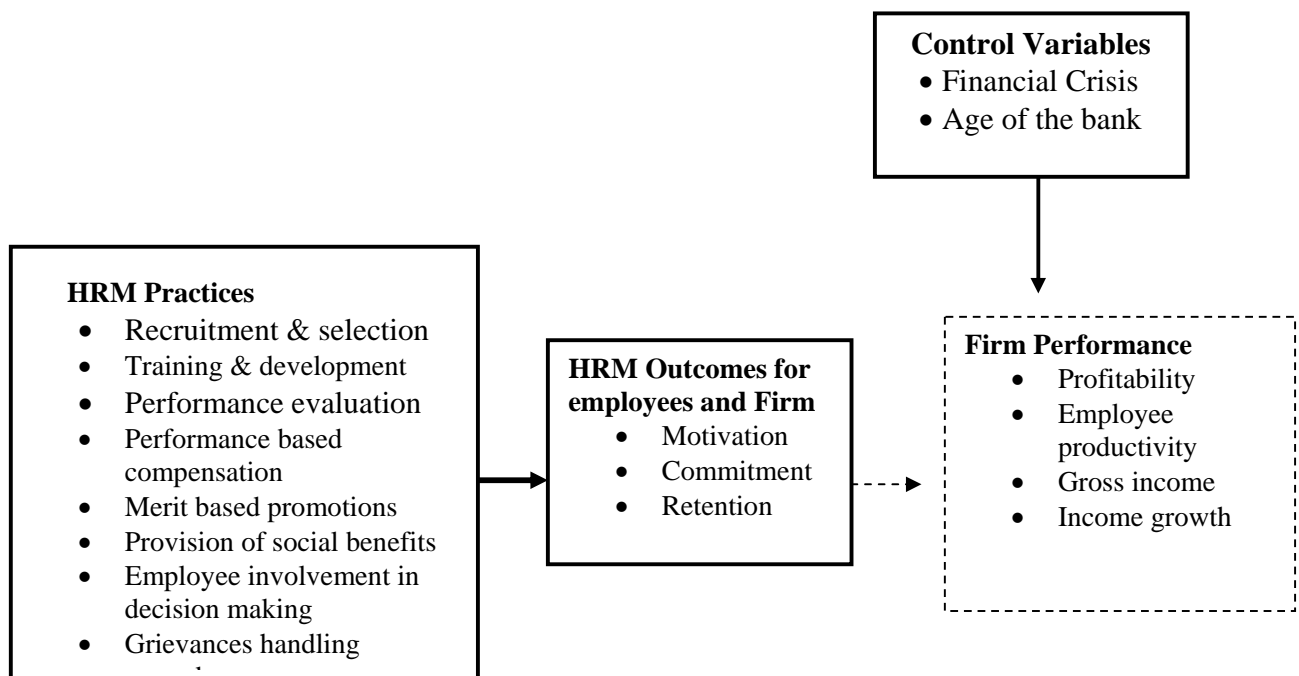 Control Variables
• Financial Crisis
• Age of the bank
HRM Practices
• Recruitment & selection
• Training & development
• Performance evaluation
• Performance based
compensation
• Merit based promotions
• Provision of social benefits
• Employee involvement in
decision making
• Grievances handling
HRM Outcomes for
employees and Firm
• Motivation
• Commitment
• Retention
Firm Performance
• Profitability
• Employee
productivity
• Gross income
• Income growth